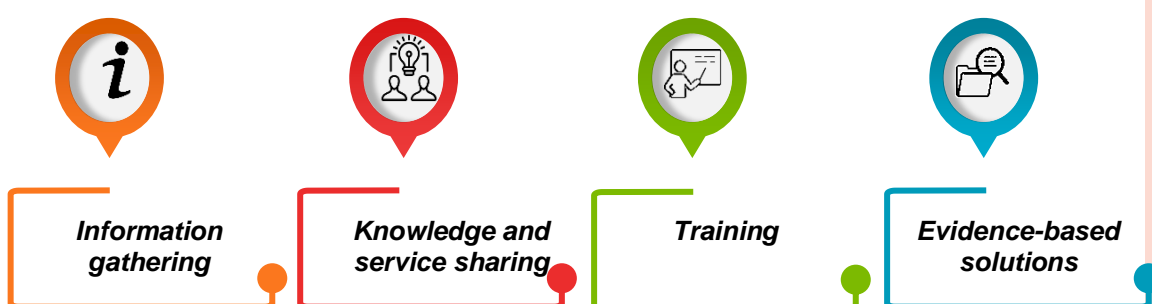 i
Information
gathering
Knowledge and
service sharing
Training
Evidence-based
solutions